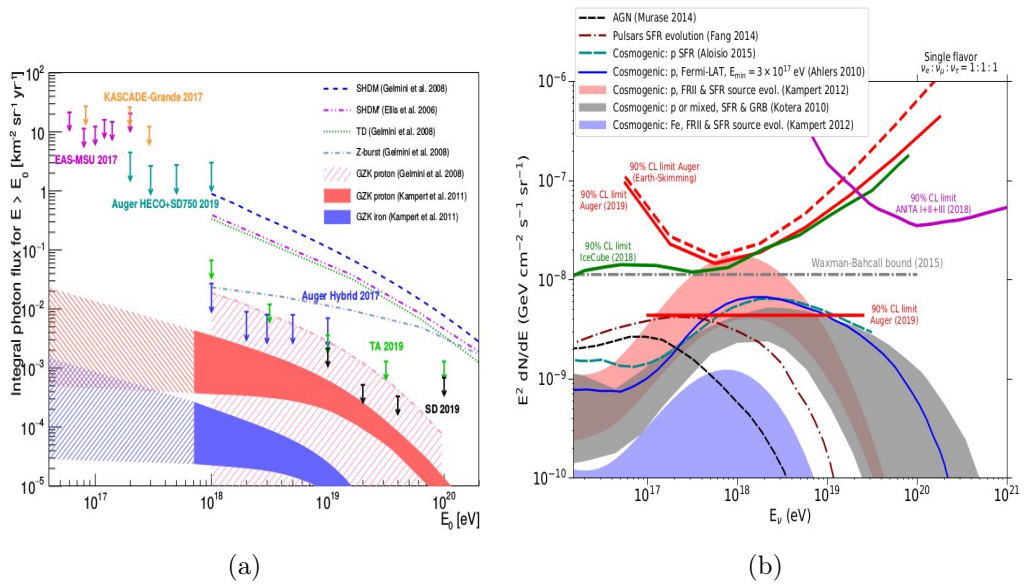 Integral photon flux for E > E₀ [km⁻² sr⁻¹ yr⁻¹]
10²
10
1
10⁻¹
10⁻²
10⁻³
10⁻⁴
10⁻⁵
KASCADE-Grande 2017
EAS-MSU 2017
Auger HECO+SD750 2019
SHDM (Gelmini et al. 2008)
SHDM' (Ellis et al. 2006)
TD (Gelmini et al. 2008)
Z-burst (Gelmini et al. 2008)
GZK proton (Gelmini et al. 2008)
GZK proton (Kampert et al. 2011)
GZK iron (Kampert et al. 2011)
Auger Hybrid 2017
TA 2019
SD 2019
10¹⁷
10¹⁸
10¹⁹
10²⁰
E₀ [eV]
(a)
AGN (Murase 2014)
Pulsars SFR evolution (Fang 2014)
Cosmogenic: p SFR (Aloisio 2015)
Cosmogenic: p, Fermi-LAT, Eₘᵢₙ = 3 × 10¹⁷ eV (Ahlers 2010)
Cosmogenic: p, FRII & SFR source evol. (Kampert 2012)
Cosmogenic: p or mixed, SFR & GRB (Kotera 2010)
Cosmogenic: Fe, FRII & SFR source evol. (Kampert 2012)
Single flavor
νₑ : νμ : ντ = 1 : 1 : 1
E² dN/dE (GeV cm⁻² s⁻¹ sr⁻¹)
10⁻⁶
10⁻⁷
10⁻⁸
10⁻⁹
10⁻¹⁰
90% CL limit Auger
(Earth-Skimming)
90% CL limit
Auger (2019)
90% CL limit
ANITA I+II+III (2018)
90% CL limit
IceCube (2018)
Waxman-Bahcall bound (2015)
90% CL limit
Auger (2019)
10¹⁷
10¹⁸
10¹⁹
10²⁰
10²¹
Eν (eV)
(b)